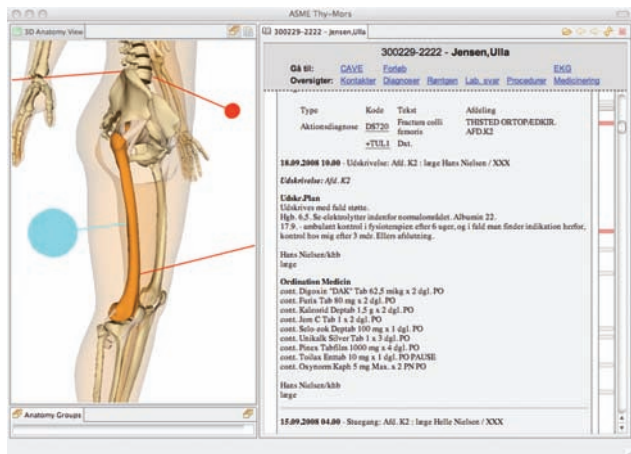 ASME Thy-Mors
3D Anatomy View
300229-2222 - Jensen,Ulla
300229-2222 - Jensen,Ulla
Gå til: CAVE Forløb EKG
Oversigter: Kontakter Diagnoser Røntgen Lab. svar Procedurer Medicinering
Type Kode Tekst Afdeling
Aktionsdiagnose DS720 Fractura colli femoris THISTED ORTOPÆDKIR. AFD.K2
+TUL1 Dxt.
18.09.2008 10.00 - Udskrivelse: Afd. K2 : læge Hans Nielsen / XXX
Udskrivelse: Afd. K2
Udskr.Plan
Udskrives med fuld støtte.
Hgb. 6,5. Se-elektrolytter indenfor normalområdet. Albumin 22.
17.9. - ambulant kontrol i fysioterapien efter 6 uger, og i fald man finder indikation herfor,
kontrol hos mig efter 3 mdr. Ellers afslutning.
Hans Nielsen/khb
læge
Ordination Medicin
cont. Digoxin "DAK" Tab 62,5 mikg x 2 dgl. PO
cont. Furix Tab 80 mg x 2 dgl. PO
cont. Kaleorid Deptab 1,5 g x 2 dgl. PO
cont. Jern C Tab 1 x 2 dgl. PO
cont. Selo-zok Deptab 100 mg x 1 dgl. PO
cont. Unikalk Silver Tab 1 x 3 dgl. PO
cont. Pinex Tabfilm 1000 mg x 4 dgl. PO
cont. Toilax Enttab 10 mg x 1 dgl. PO PAUSE
cont. Oxynorm Kaps 5 mg Max. x 2 PN PO
Hans Nielsen/khb
læge
15.09.2008 04.00 - Stuegang: Afd. K2 : læge Helle Nielsen / XXX
Anatomy Groups